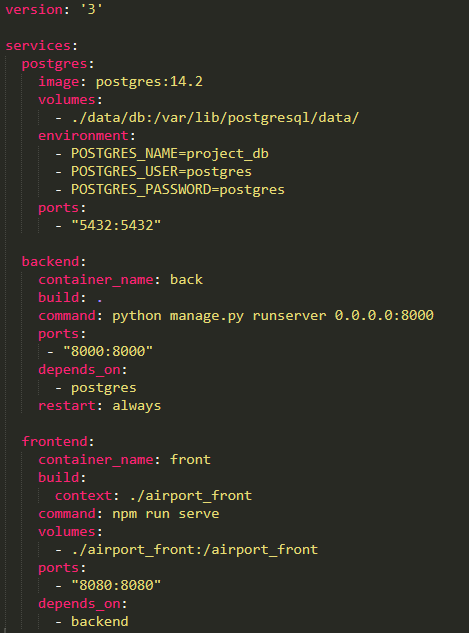 version: '3'
services:
postgres:
image: postgres:14.2
volumes:
- ./data/db:/var/lib/postgresql/data/
environment:
- POSTGRES_NAME=project_db
- POSTGRES_USER=postgres
- POSTGRES_PASSWORD=postgres
ports:
- "5432:5432"
backend:
container_name: back
build: .
command: python manage.py runserver 0.0.0.0:8000
ports:
- "8000:8000"
depends_on:
- postgres
restart: always
frontend:
container_name: front
build:
context: ./airport_front
command: npm run serve
volumes:
- ./airport_front:/airport_front
ports:
- "8080:8080"
depends_on:
- backend